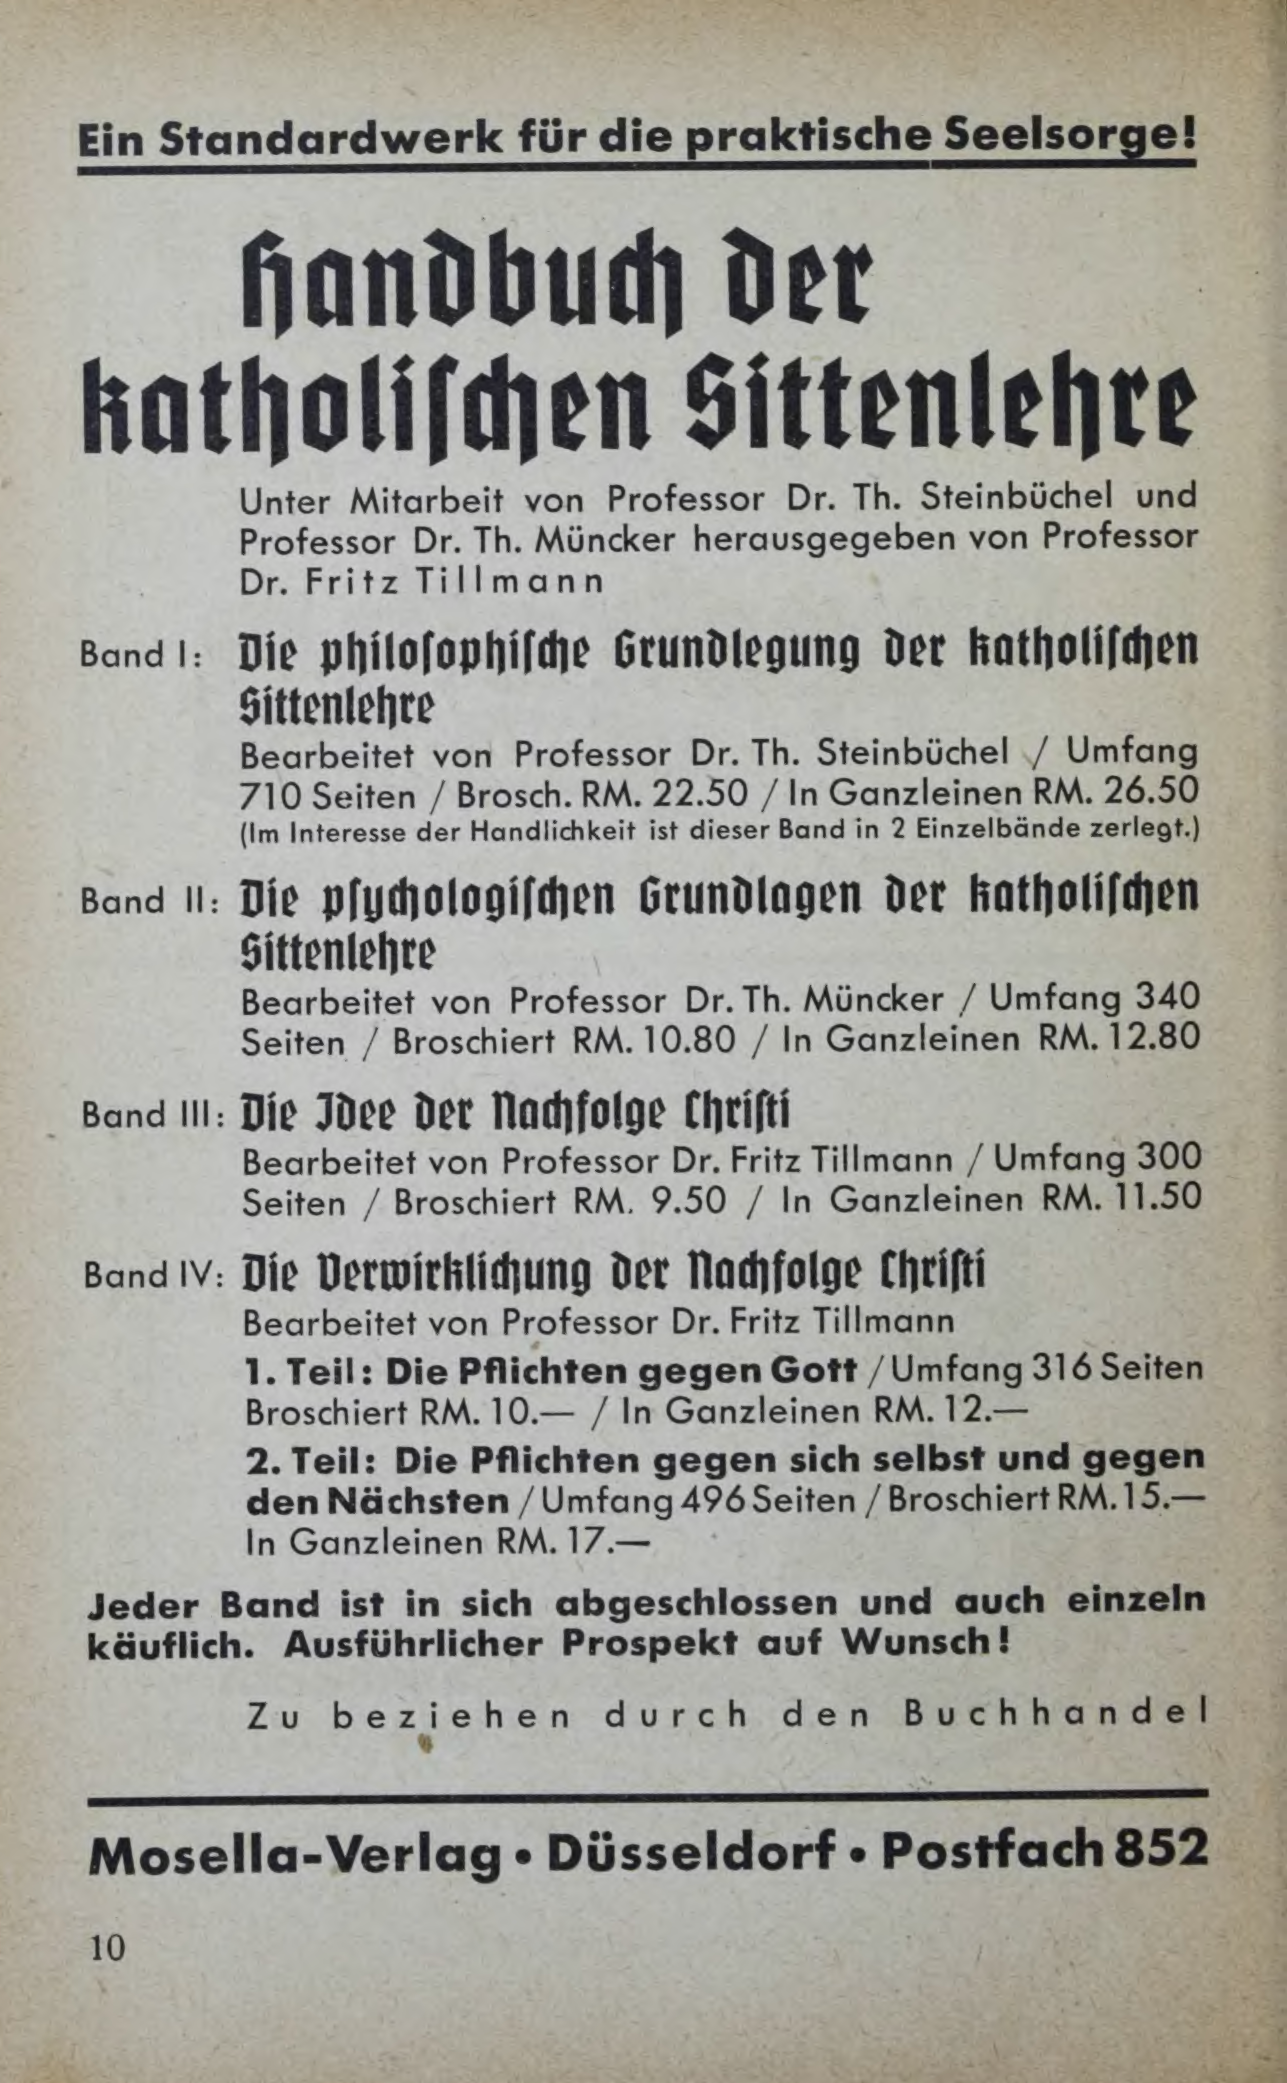 Ein Standardwerk für die praktische Seelsorge!
Handbuch der
katholiſchen Sittenlehre
Unter Mitarbeit von Professor Dr. Th. Steinbüchel und
Professor Dr. Th. Müncker herausgegeben von Professor
Dr. Fritz Tillmann
Band I: Die philoſophiſche Grundlegung der katholiſchen
Sittenlehre
Bearbeitet von Professor Dr. Th. Steinbüchel / Umfang
710 Seiten / Brosch. RM. 22.50 / In Ganzleinen RM. 26.50
(Im Interesse der Handlichkeit ist dieser Band in 2 Einzelbände zerlegt.)
Band II: Die pſychologiſchen Grundlagen der katholiſchen
Sittenlehre
Bearbeitet von Professor Dr. Th. Müncker / Umfang 340
Seiten / Broschiert RM. 10.80 / In Ganzleinen RM. 12.80
Band III: Die Idee der Nachfolge Chriſti
Bearbeitet von Professor Dr. Fritz Tillmann / Umfang 300
Seiten / Broschiert RM. 9.50 / In Ganzleinen RM. 11.50
Band IV: Die Verwirklichung der Nachfolge Chriſti
Bearbeitet von Professor Dr. Fritz Tillmann
1. Teil: Die Pflichten gegen Gott / Umfang 316 Seiten
Broschiert RM. 10.— / In Ganzleinen RM. 12.—
2. Teil: Die Pflichten gegen sich selbst und gegen
den Nächsten / Umfang 496 Seiten / Broschiert RM. 15.—
In Ganzleinen RM. 17.—
Jeder Band ist in sich abgeschlossen und auch einzeln
käuflich. Ausführlicher Prospekt auf Wunsch!
Zu beziehen durch den Buchhandel
Mosella-Verlag • Düsseldorf • Postfach 852
10